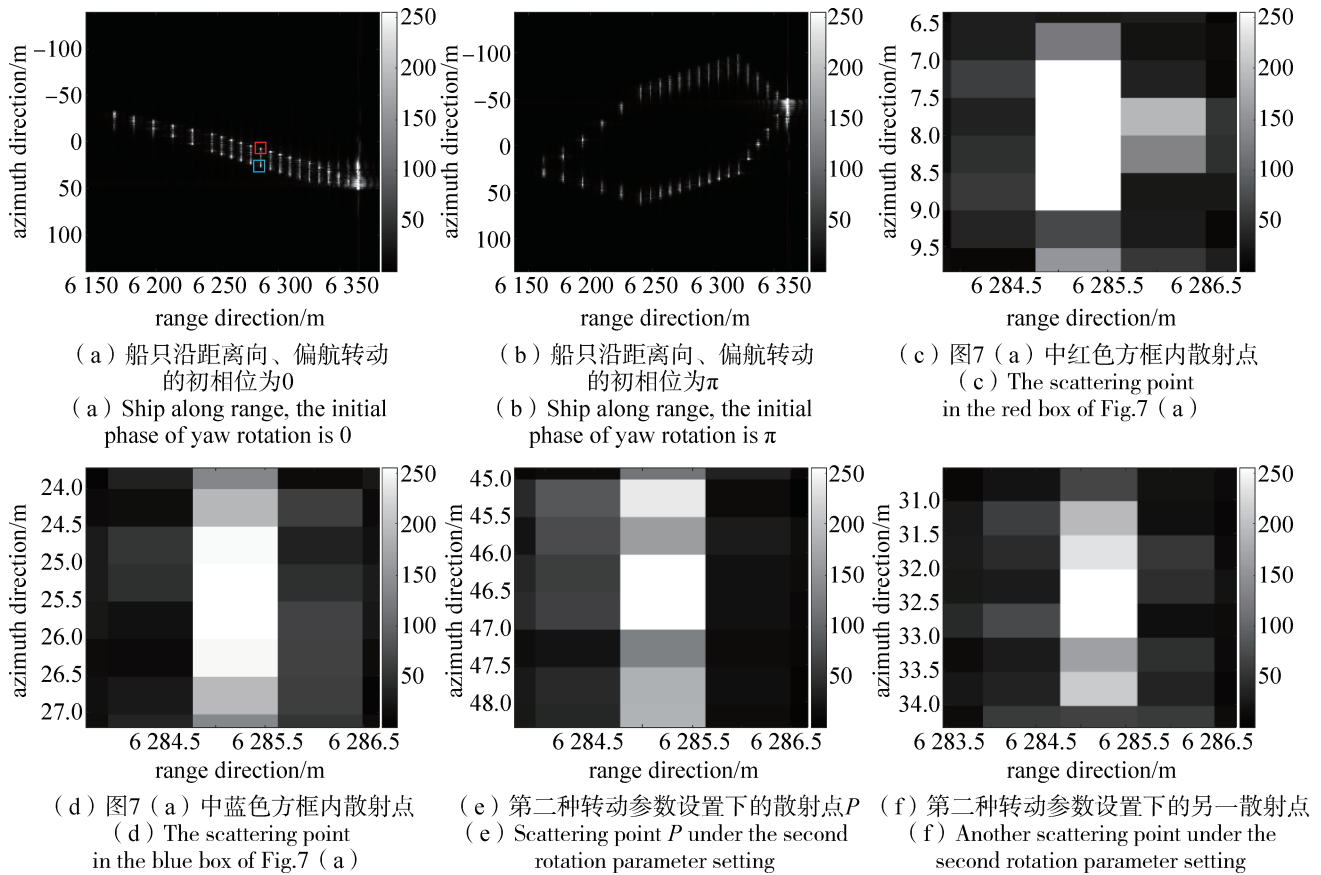 azimuth direction/m
−100
−50
0
50
100
6 150 6 200 6 250 6 300 6 350
range direction/m
250
200
150
100
50
（a）船只沿距离向、偏航转动
的初相位为0
（a）Ship along range, the initial
phase of yaw rotation is 0
azimuth direction/m
−100
−50
0
50
100
6 150 6 200 6 250 6 300 6 350
range direction/m
250
200
150
100
50
（b）船只沿距离向、偏航转动
的初相位为π
（b）Ship along range, the initial
phase of yaw rotation is π
azimuth direction/m
6.5
7.0
7.5
8.0
8.5
9.0
9.5
6 284.5 6 285.5 6 286.5
range direction/m
250
200
150
100
50
（c）图7（a）中红色方框内散射点
（c）The scattering point
in the red box of Fig.7（a）
azimuth direction/m
24.0
24.5
25.0
25.5
26.0
26.5
27.0
6 284.5 6 285.5 6 286.5
range direction/m
250
200
150
100
50
（d）图7（a）中蓝色方框内散射点
（d）The scattering point
in the blue box of Fig.7（a）
azimuth direction/m
45.0
45.5
46.0
46.5
47.0
47.5
48.0
6 284.5 6 285.5 6 286.5
range direction/m
250
200
150
100
50
（e）第二种转动参数设置下的散射点P
（e）Scattering point P under the second
rotation parameter setting
azimuth direction/m
31.0
31.5
32.0
32.5
33.0
33.5
34.0
6 283.5 6 284.5 6 285.5 6 286.5
range direction/m
250
200
150
100
50
（f）第二种转动参数设置下的另一散射点
（f）Another scattering point under the
second rotation parameter setting